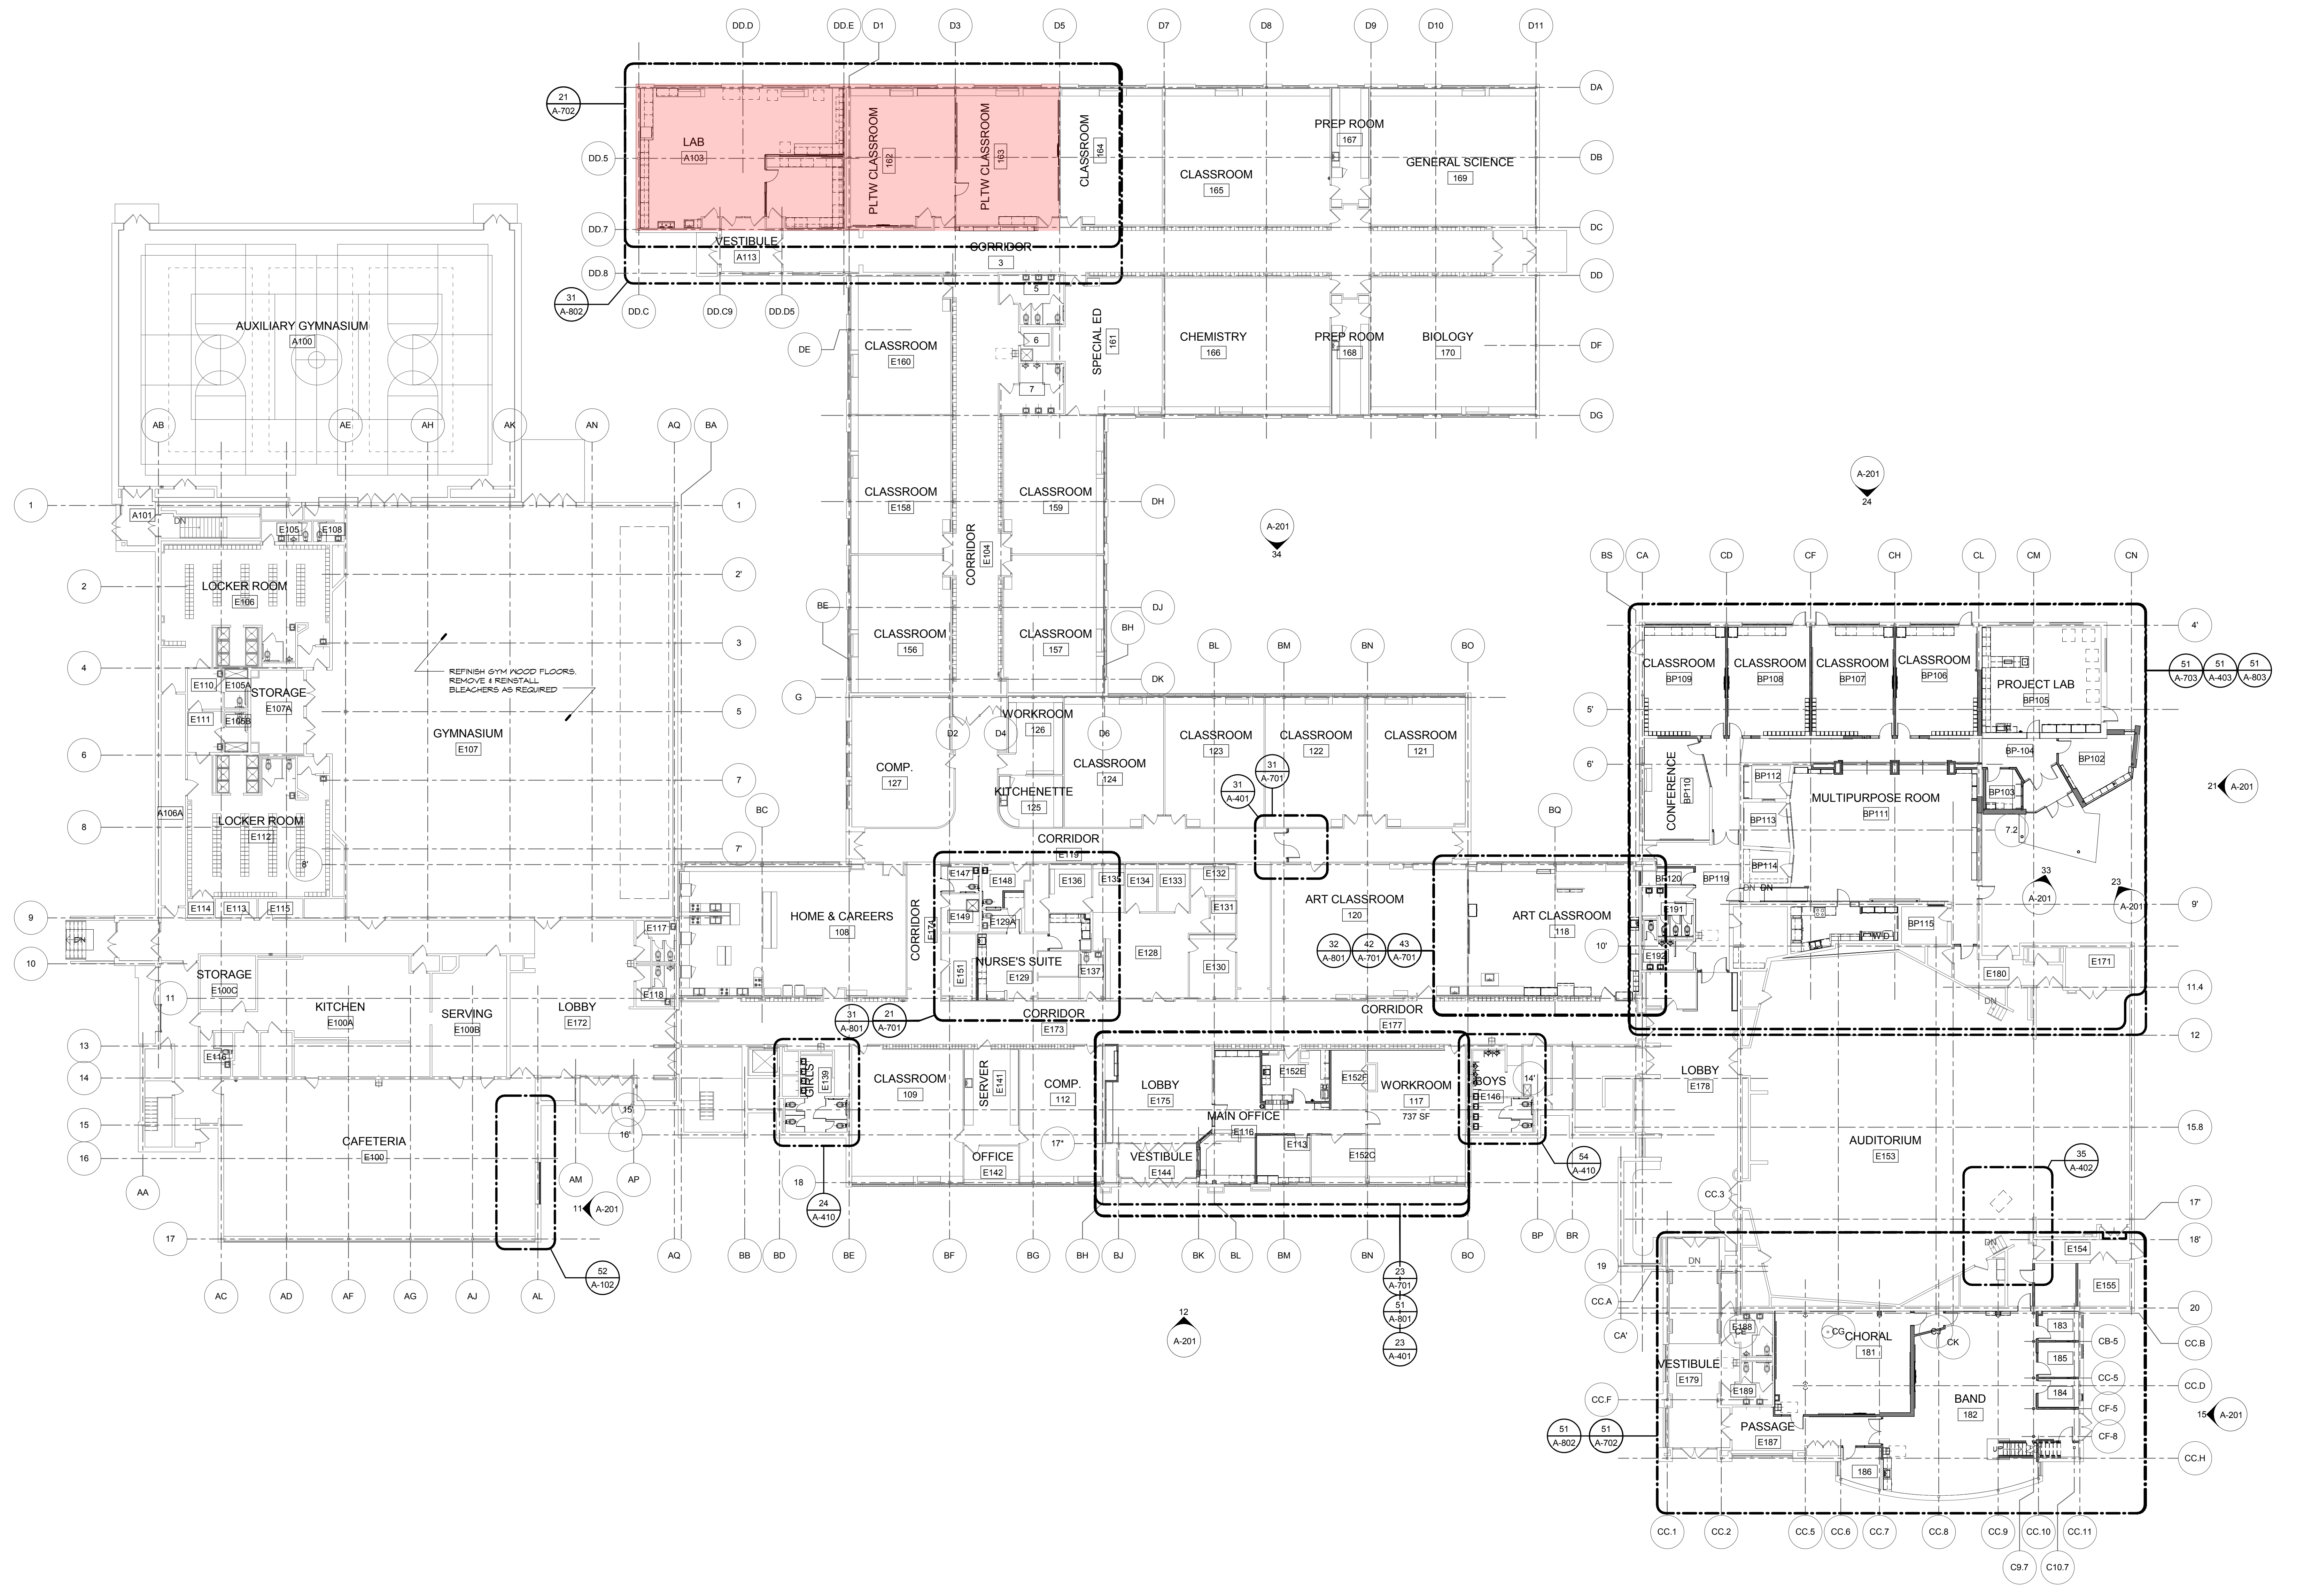 DD.D
DD.E
D1
D3
D5
D7
D8
D9
D10
D11
21
A-702
DA
LAB
A103
PLTW CLASSROOM
162
PLTW CLASSROOM
163
CLASSROOM
164
PREP ROOM
167
DD.5
DB
CLASSROOM
165
GENERAL SCIENCE
169
DD.7
DC
VESTIBULE
A113
CORRIDOR
3
DD.8
DD
31
A-802
5
DD.C
DD.C9
DD.D5
AUXILIARY GYMNASIUM
A100
DE
CLASSROOM
E160
6
SPECIAL ED
161
CHEMISTRY
166
PREP ROOM
168
BIOLOGY
170
DF
7
DG
AB
AE
AH
AK
AN
AQ
BA
A-201
24
1
1
CLASSROOM
E158
CLASSROOM
159
DH
A101
DN
E105
E108
A-201
34
CORRIDOR
E104
BS
CA
CD
CF
CH
CL
CM
CN
2
LOCKER ROOM
E106
2'
BE
DJ
BH
CLASSROOM
156
CLASSROOM
157
3
BL
BM
BN
BO
4'
4
REFINISH GYM WOOD FLOORS.
REMOVE & REINSTALL
BLEACHERS AS REQUIRED
DK
CLASSROOM
BP109
CLASSROOM
BP108
CLASSROOM
BP107
CLASSROOM
BP106
PROJECT LAB
BP105
51
A-703
51
A-403
51
A-803
E110
E105A
STORAGE
E107A
G
E111
E105B
5
WORKROOM
126
5'
GYMNASIUM
E107
D2
D4
D6
CLASSROOM
123
CLASSROOM
122
CLASSROOM
121
6
COMP.
127
CLASSROOM
124
6'
CONFERENCE
BP110
BP-104
BP102
7
KITCHENETTE
125
31
A-701
31
A-401
BP112
BP103
21
A-201
MULTIPURPOSE ROOM
BP111
A106A
LOCKER ROOM
E112
8
BC
BQ
BP113
7.2
7'
8'
CORRIDOR
E119
BP114
E147
E148
E136
E135
E134
E133
E132
BP120
BP119
DN
DN
33
A-201
23
A-201
E114
E113
E115
9
HOME & CAREERS
108
CORRIDOR
E174
E149
E129A
E131
ART CLASSROOM
120
ART CLASSROOM
118
E191
BP115
9'
DN
E117
10
NURSE'S SUITE
E129
E151
E137
E128
E130
32
A-801
42
A-701
43
A-701
10'
E192
W
D
E171
E180
STORAGE
E100C
11
KITCHEN
E100A
SERVING
E100B
LOBBY
E172
E118
DN
11.4
31
A-801
21
A-701
CORRIDOR
E173
CORRIDOR
E177
12
13
E116
14
GIRLS
E139
CLASSROOM
109
SERVER
E141
COMP.
112
LOBBY
E175
E152E
E152F
WORKROOM
117
737 SF
BOYS
E146
14'
LOBBY
E178
15
15'
16'
CAFETERIA
E100
MAIN OFFICE
E116
E113
E152C
15.8
16
17*
OFFICE
E142
VESTIBULE
E144
54
A-410
AUDITORIUM
E153
35
A-402
AA
AM
AP
18
11
A-201
24
A-410
CC.3
17'
17
AQ
BB
BD
BE
BF
BG
BH
BJ
BK
BL
BM
BN
BO
BP
BR
18'
DN
DN
E154
19
E155
52
A-102
23
A-701
51
A-801
23
A-401
AC
AD
AF
AG
AJ
AL
CC.A
20
12
A-201
CA'
E188
CE
CG
CHORAL
181
CJ
CK
183
CB-5
CC.B
VESTIBULE
E179
185
CC-5
E189
184
CC.D
CC.F
BAND
182
CF-5
15
A-201
PASSAGE
E187
51
A-802
51
A-702
CF-8
UP
CC.H
186
CC.1
CC.2
CC.5
CC.6
CC.7
CC.8
CC.9
CC.10
CC.11
C9.7
C10.7